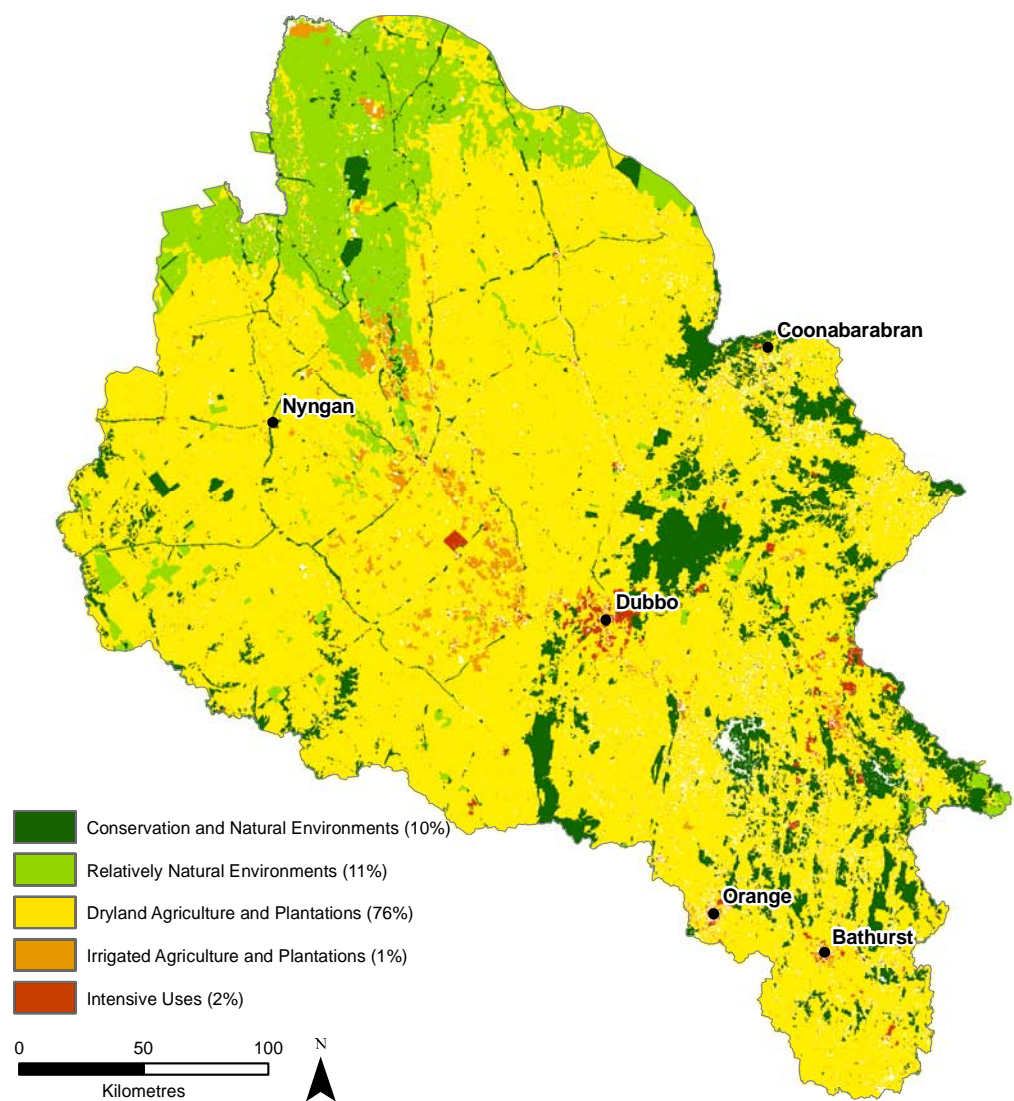 Coonabarabran
Nyngan
Dubbo
Orange
Bathurst
Conservation and Natural Environments (10%)
Relatively Natural Environments (11%)
Dryland Agriculture and Plantations (76%)
Irrigated Agriculture and Plantations (1%)
Intensive Uses (2%)
0 50 100
Kilometres
N